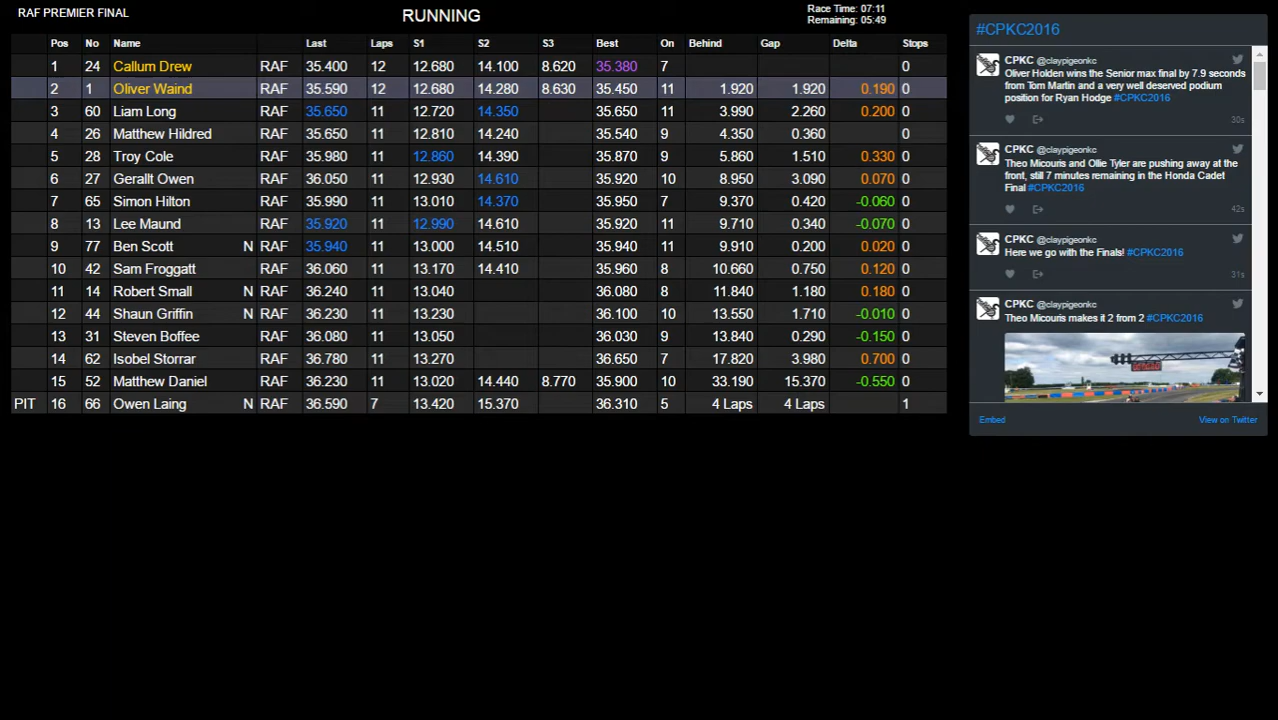 RAF PREMIER FINAL
RUNNING
Race Time: 07:11
Remaining: 05:49
Pos No Name Last Laps S1 S2 S3 Best On Behind Gap Delta Stops
1 24 Callum Drew RAF 35.400 12 12.680 14.100 8.620 35.380 7 0
2 1 Oliver Waind RAF 35.590 12 12.680 14.280 8.630 35.450 11 1.920 1.920 0.190 0
3 60 Liam Long RAF 35.650 11 12.720 14.350 35.650 11 3.990 2.260 0.200 0
4 26 Matthew Hildred RAF 35.650 11 12.810 14.240 35.540 9 4.350 0.360 0
5 28 Troy Cole RAF 35.980 11 12.860 14.390 35.870 9 5.860 1.510 0.330 0
6 27 Gerallt Owen RAF 36.050 11 12.930 14.610 35.920 10 8.950 3.090 0.070 0
7 65 Simon Hilton RAF 35.990 11 13.010 14.370 35.950 7 9.370 0.420 -0.060 0
8 13 Lee Maund RAF 35.920 11 12.990 14.610 35.920 11 9.710 0.340 -0.070 0
9 77 Ben Scott N RAF 35.940 11 13.000 14.510 35.940 11 9.910 0.200 0.020 0
10 42 Sam Froggatt RAF 36.060 11 13.170 14.410 35.960 8 10.660 0.750 0.120 0
11 14 Robert Small N RAF 36.240 11 13.040 36.080 8 11.840 1.180 0.180 0
12 44 Shaun Griffin N RAF 36.230 11 13.230 36.100 10 13.550 1.710 -0.010 0
13 31 Steven Boffee RAF 36.080 11 13.050 36.030 9 13.840 0.290 -0.150 0
14 62 Isobel Storrar RAF 36.780 11 13.270 36.650 7 17.820 3.980 0.700 0
15 52 Matthew Daniel RAF 36.230 11 13.020 14.440 8.770 35.900 10 33.190 15.370 -0.550 0
PIT 16 66 Owen Laing N RAF 36.590 7 13.420 15.370 36.310 5 4 Laps 4 Laps 1
#CPKC2016
CPKC @claypigeonkc
Oliver Holden wins the Senior max final by 7.9 seconds
from Tom Martin and a very well deserved podium
position for Ryan Hodge #CPKC2016
30s
CPKC @claypigeonkc
Theo Micouris and Ollie Tyler are pushing away at the
front, still 7 minutes remaining in the Honda Cadet
Final #CPKC2016
42s
CPKC @claypigeonkc
Here we go with the Finals! #CPKC2016
31s
CPKC @claypigeonkc
Theo Micouris makes it 2 from 2 #CPKC2016
Embed
View on Twitter